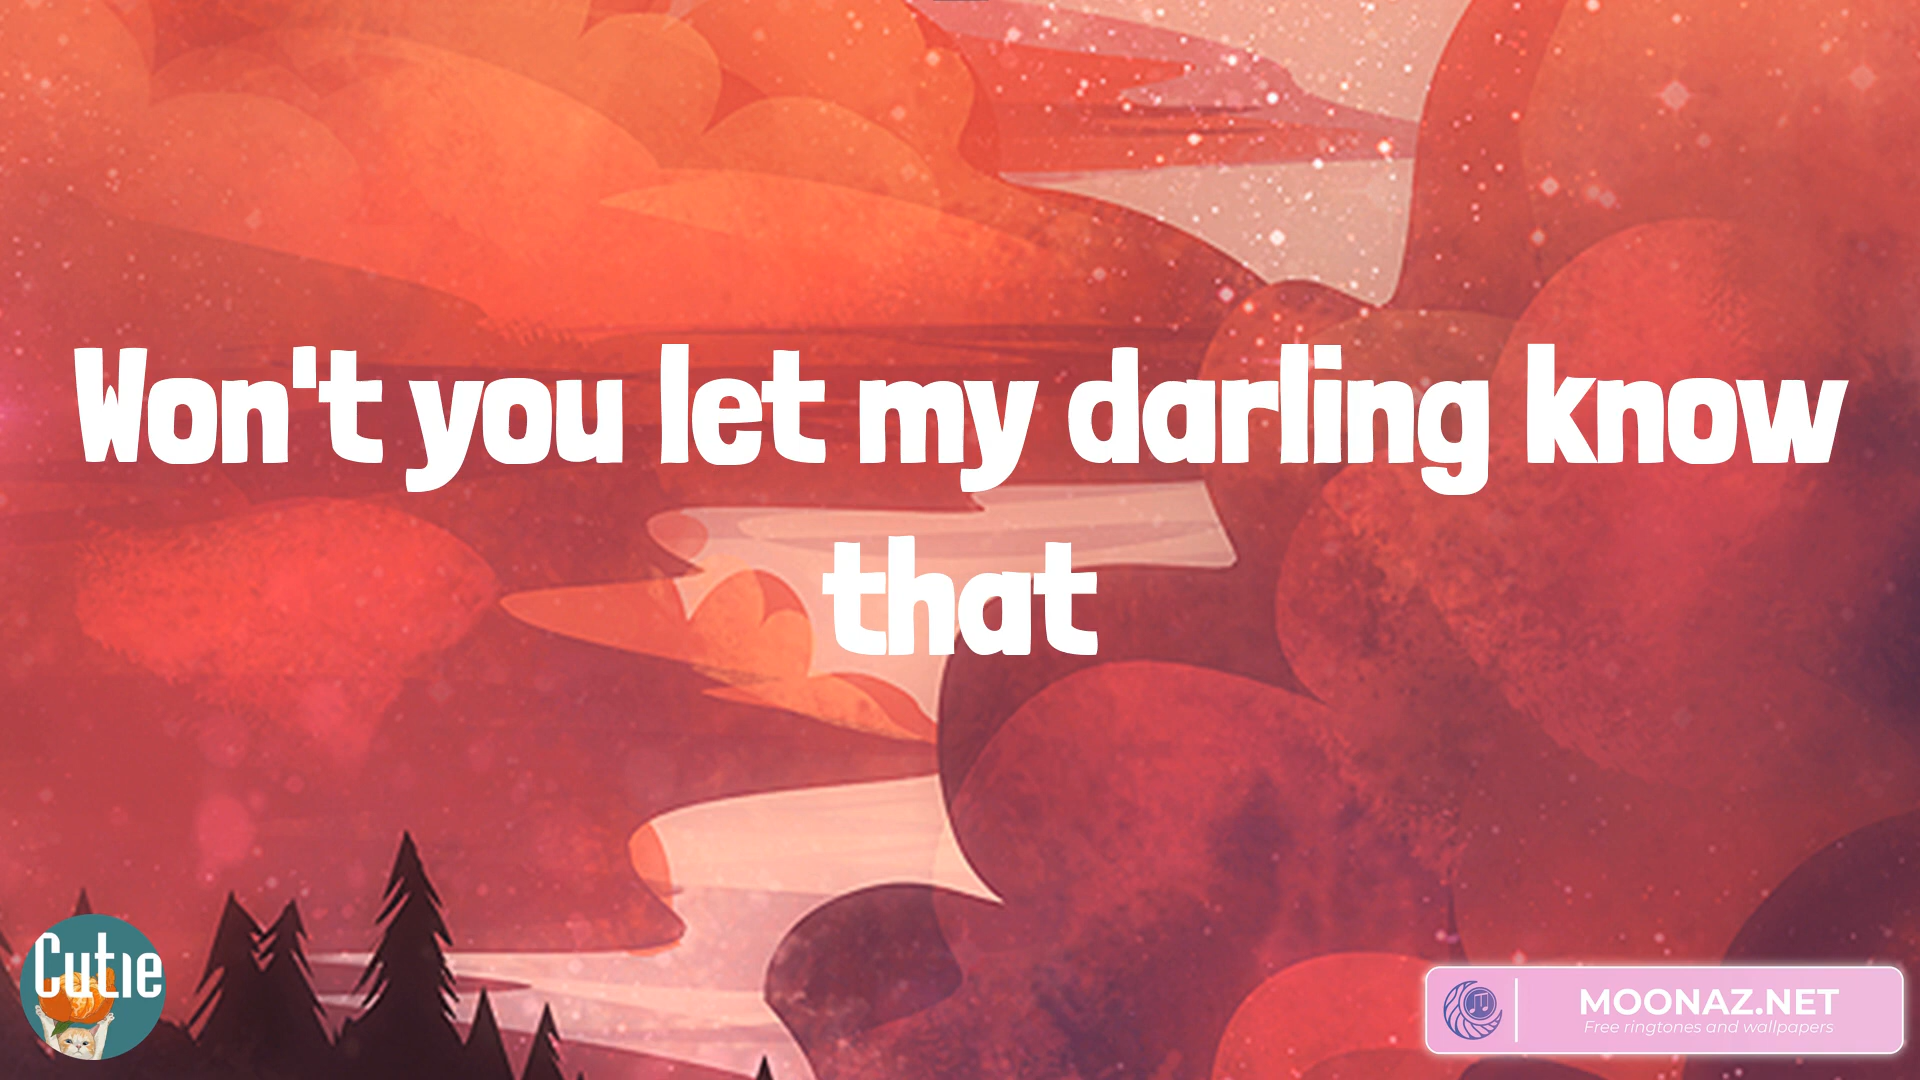 Won't you let my darling know
that
Cutie
MOONAZ.NET
Free ringtones and wallpapers